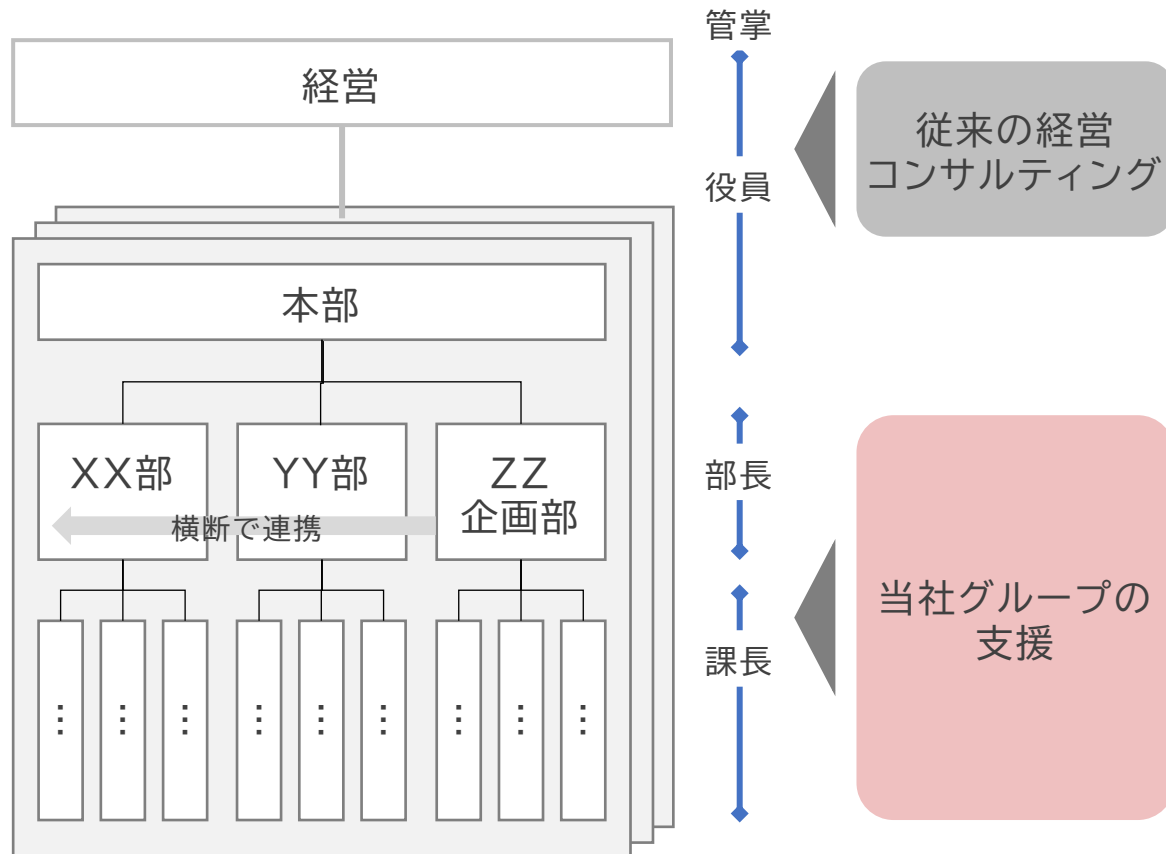 管掌
経営
従来の経営
コンサルティング
役員
本部
XX部
YY部
ZZ
企画部
横断で連携
部長
当社グループの
支援
課長
…
…
…
…
…
…
…
…
…